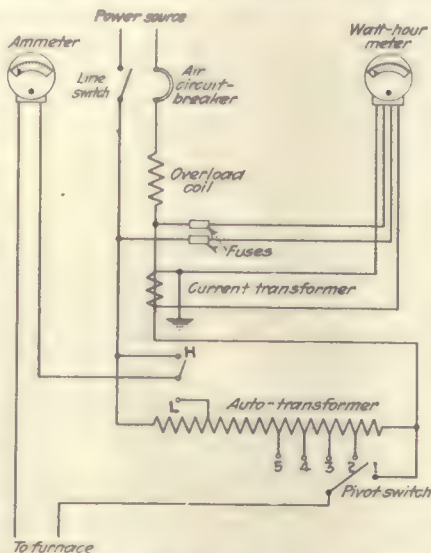 Power source
Ammeter
Watt-hour
meter
Line
switch
Air
circuit-
breaker
Overload
coil
Fuses
Current transformer
H
L
Auto-transformer
5 4 3 2 1
Pivot switch
To furnace